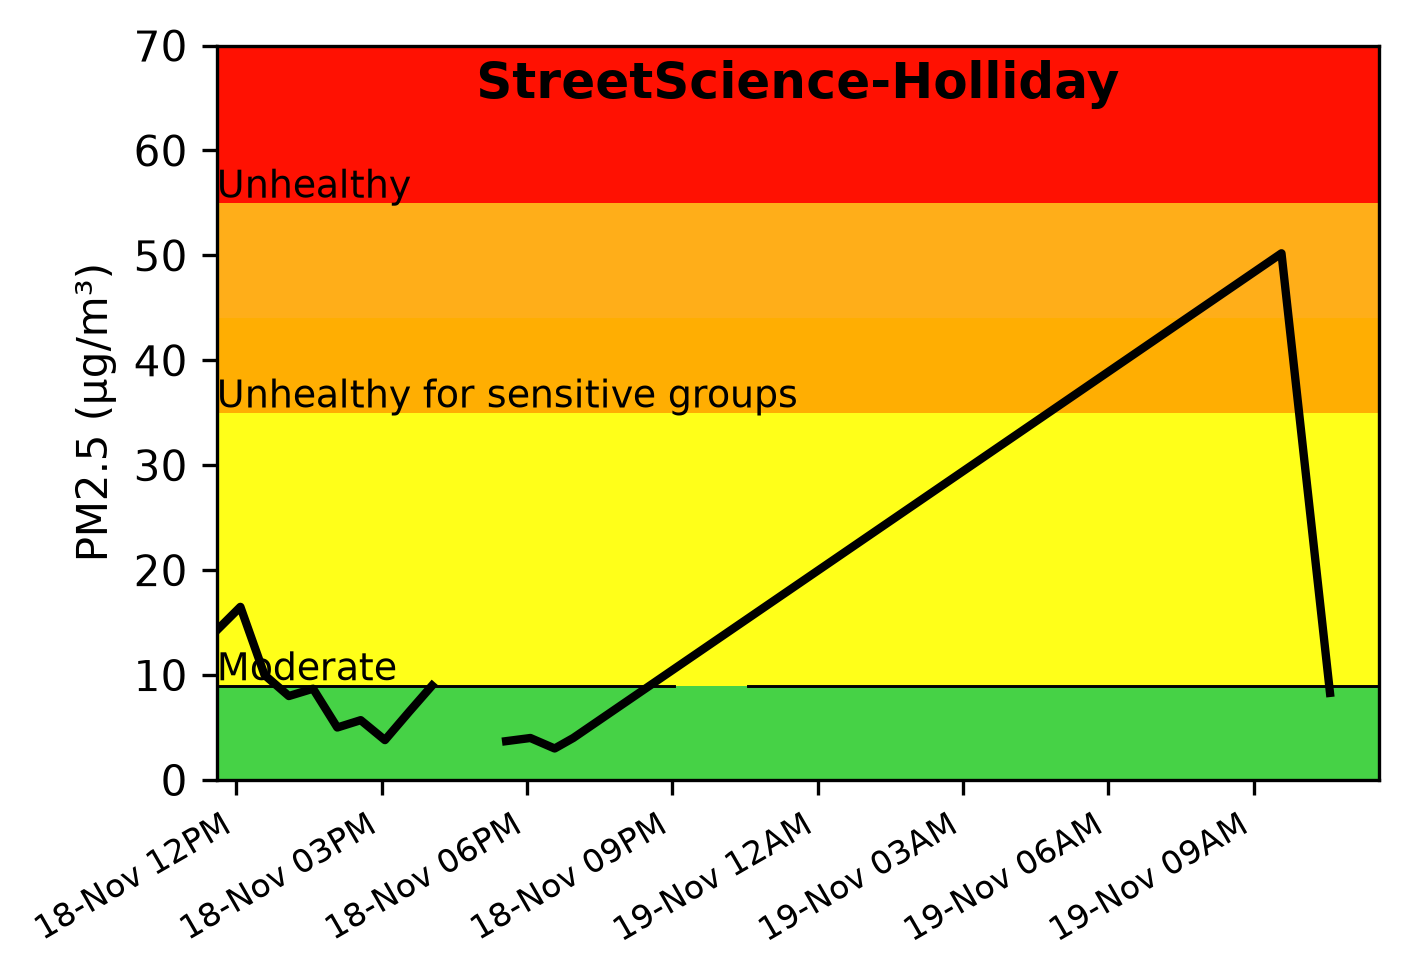 StreetScience-Holliday
PM2.5 (µg/m³)
70
60
50
40
30
20
10
0
Unhealthy
Unhealthy for sensitive groups
Moderate
18-Nov 12PM
18-Nov 03PM
18-Nov 06PM
18-Nov 09PM
19-Nov 12AM
19-Nov 03AM
19-Nov 06AM
19-Nov 09AM